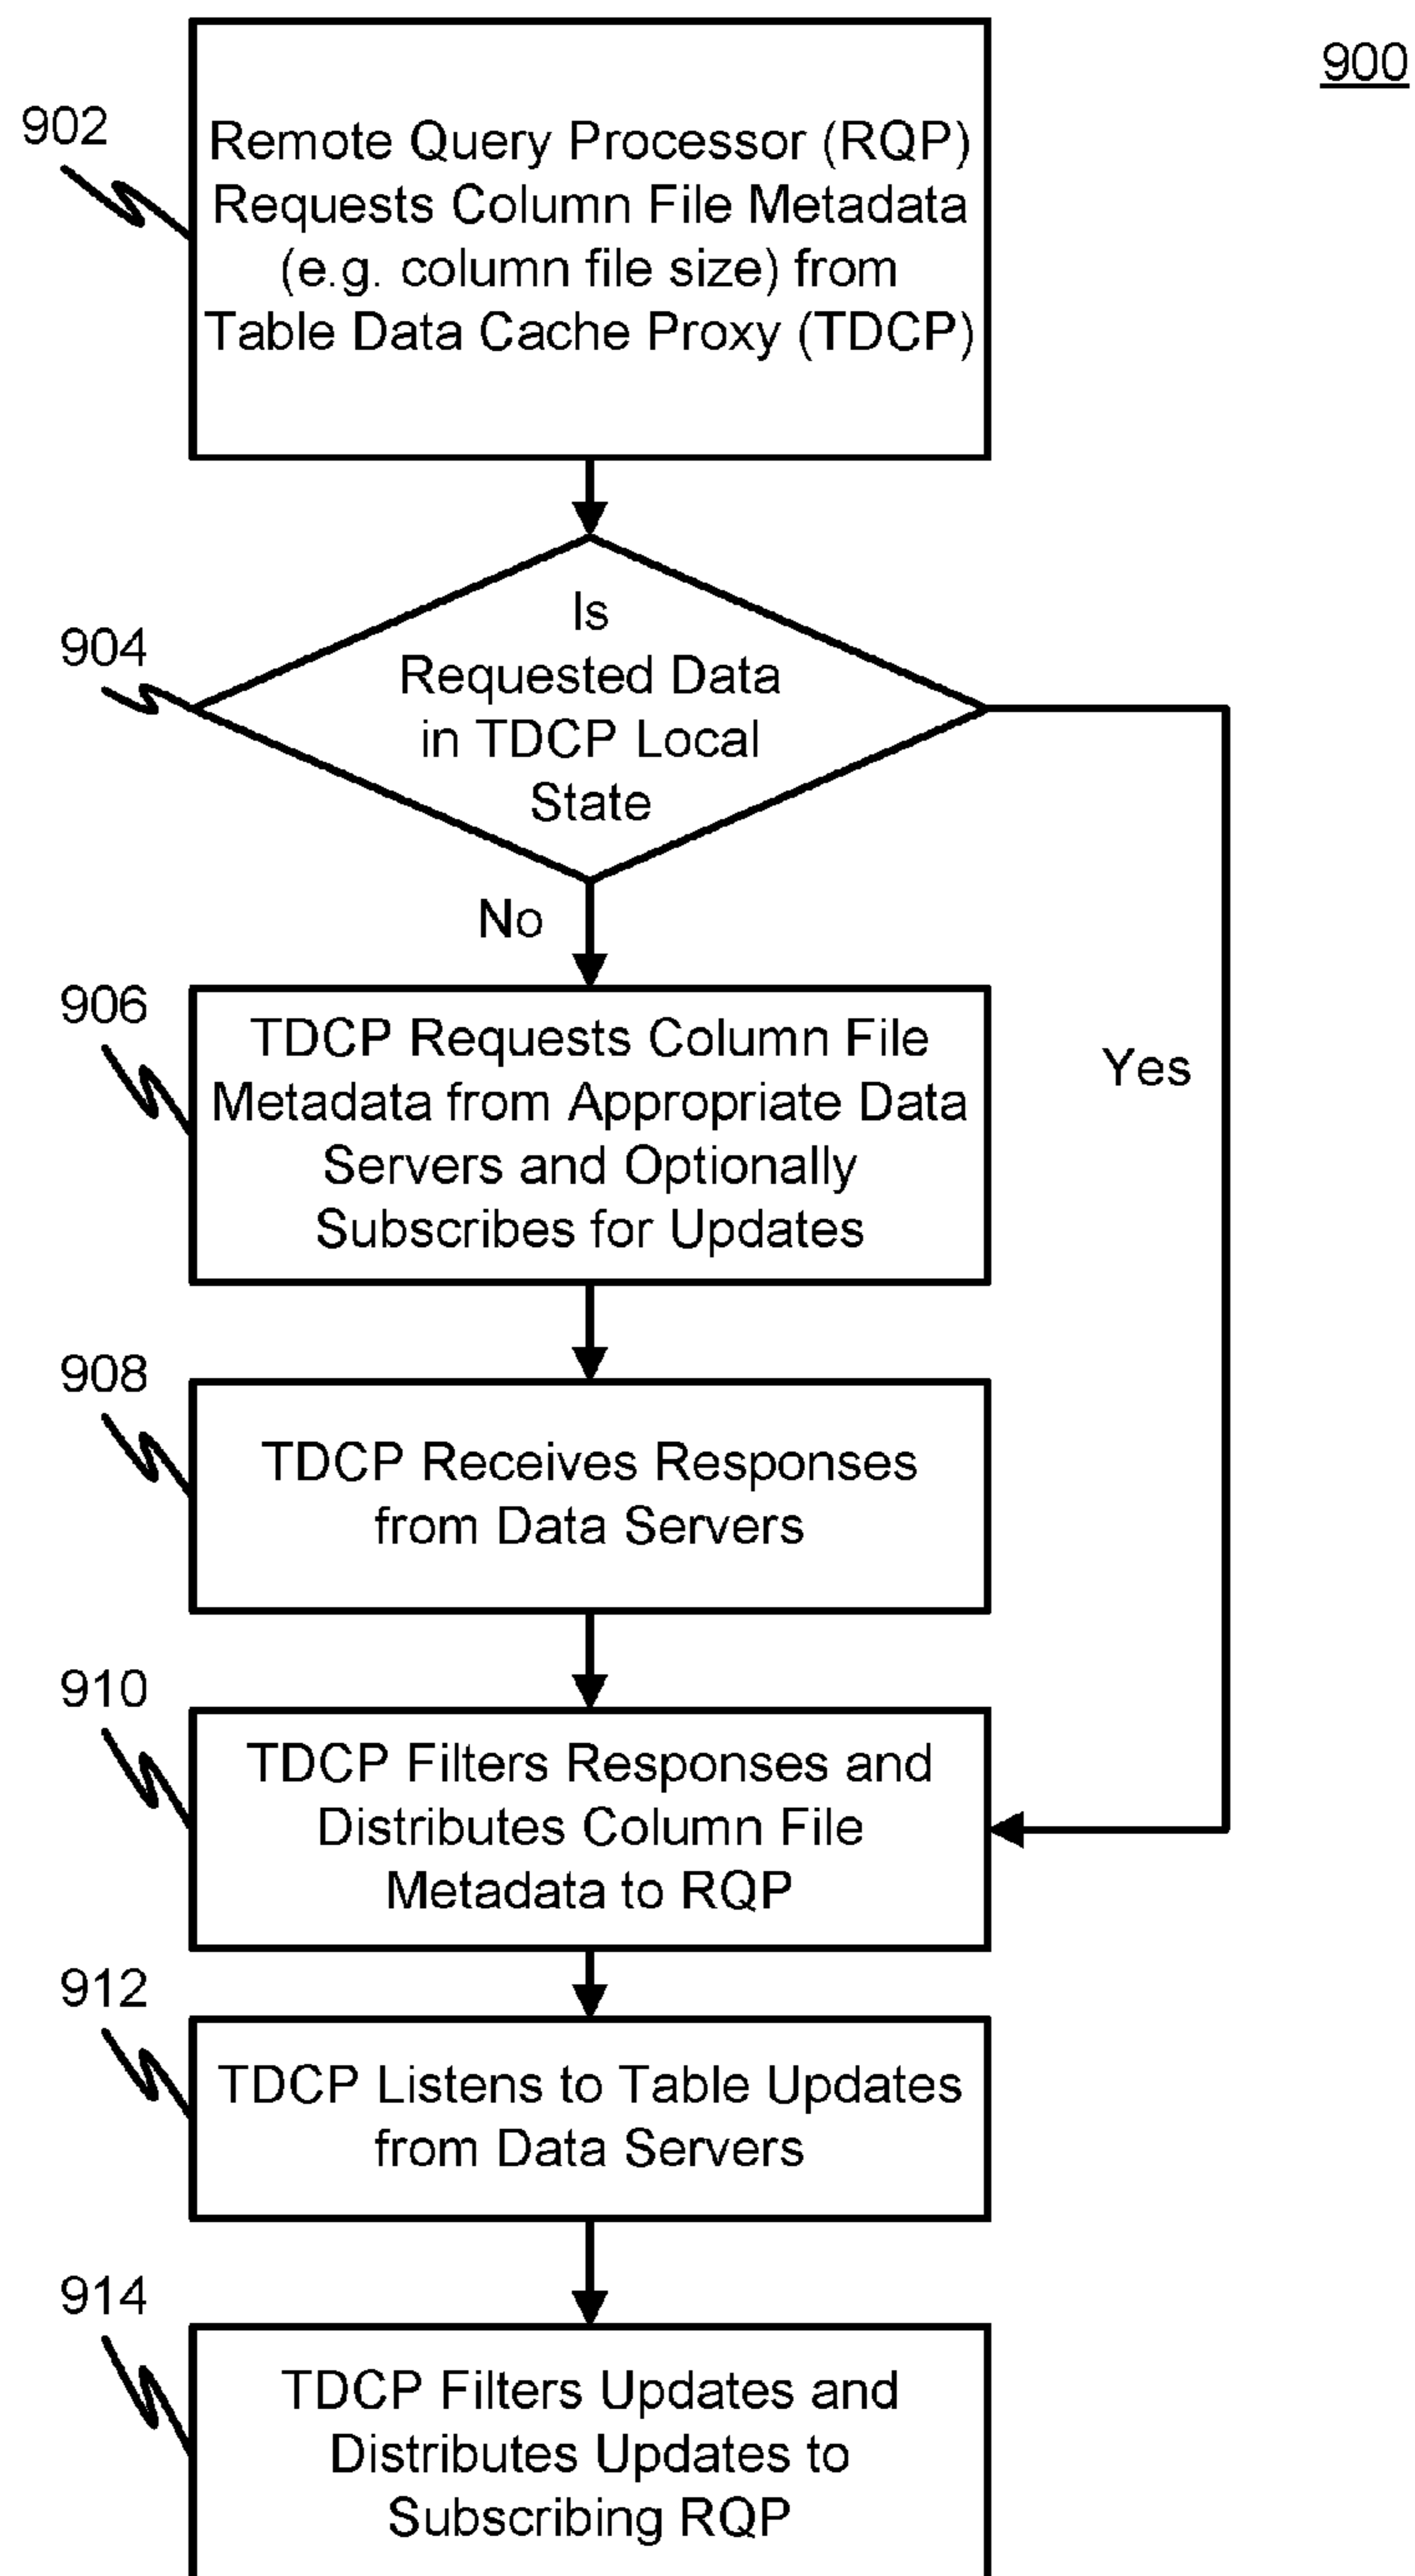 900
902
Remote Query Processor (RQP)
Requests Column File Metadata
(e.g. column file size) from
Table Data Cache Proxy (TDCP)
904
Is
Requested Data
in TDCP Local
State
No
Yes
906
TDCP Requests Column File
Metadata from Appropriate Data
Servers and Optionally
Subscribes for Updates
908
TDCP Receives Responses
from Data Servers
910
TDCP Filters Responses and
Distributes Column File
Metadata to RQP
912
TDCP Listens to Table Updates
from Data Servers
914
TDCP Filters Updates and
Distributes Updates to
Subscribing RQP